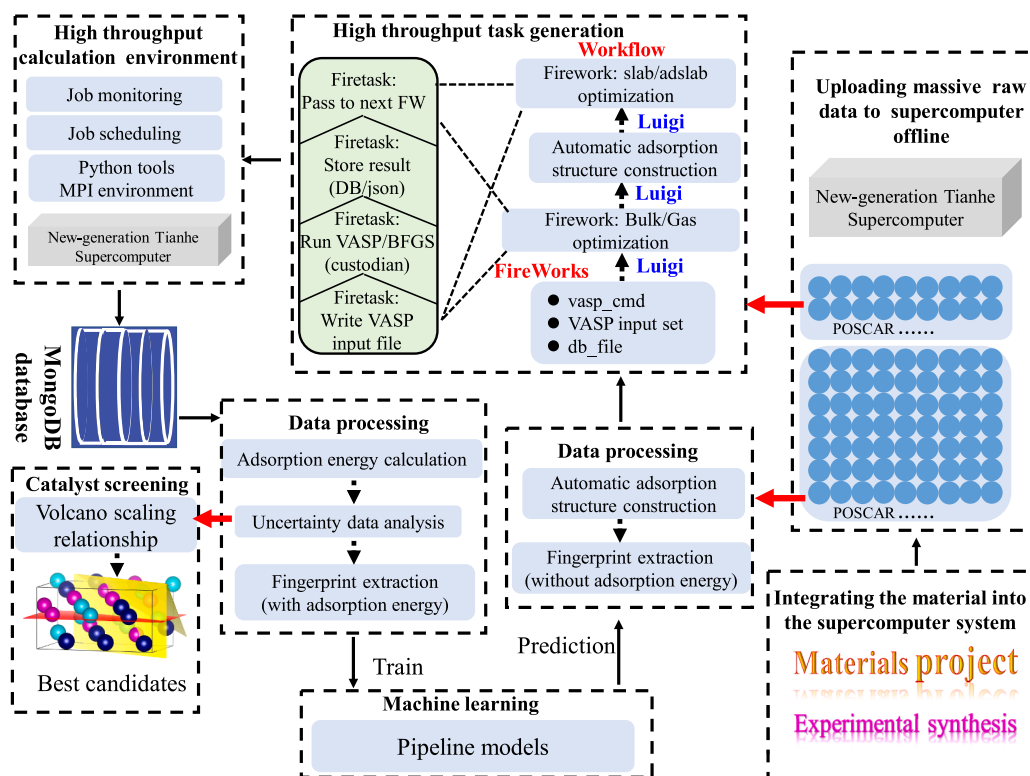 High throughput
calculation environment
Job monitoring
Job scheduling
Python tools
MPI environment
New-generation Tianhe
Supercomputer
High throughput task generation
Workflow
Firetask:
Pass to next FW
Firetask:
Store result
(DB/json)
Firetask:
Run VASP/BFGS
(custodian)
Firetask:
Write VASP
input file
Firework: slab/adslab
optimization
Luigi
Automatic adsorption
structure construction
Luigi
Firework: Bulk/Gas
optimization
FireWorks
Luigi
● vasp_cmd
● VASP input set
● db_file
Uploading massive raw
data to supercomputer
offline
New-generation Tianhe
Supercomputer
POSCAR ......
POSCAR ......
Integrating the material into
the supercomputer system
Materials project
Experimental synthesis
MongoDB
database
Data processing
Adsorption energy calculation
Uncertainty data analysis
Fingerprint extraction
(with adsorption energy)
Catalyst screening
Volcano scaling
relationship
Best candidates
Data processing
Automatic adsorption
structure construction
Fingerprint extraction
(without adsorption energy)
Train
Prediction
Machine learning
Pipeline models